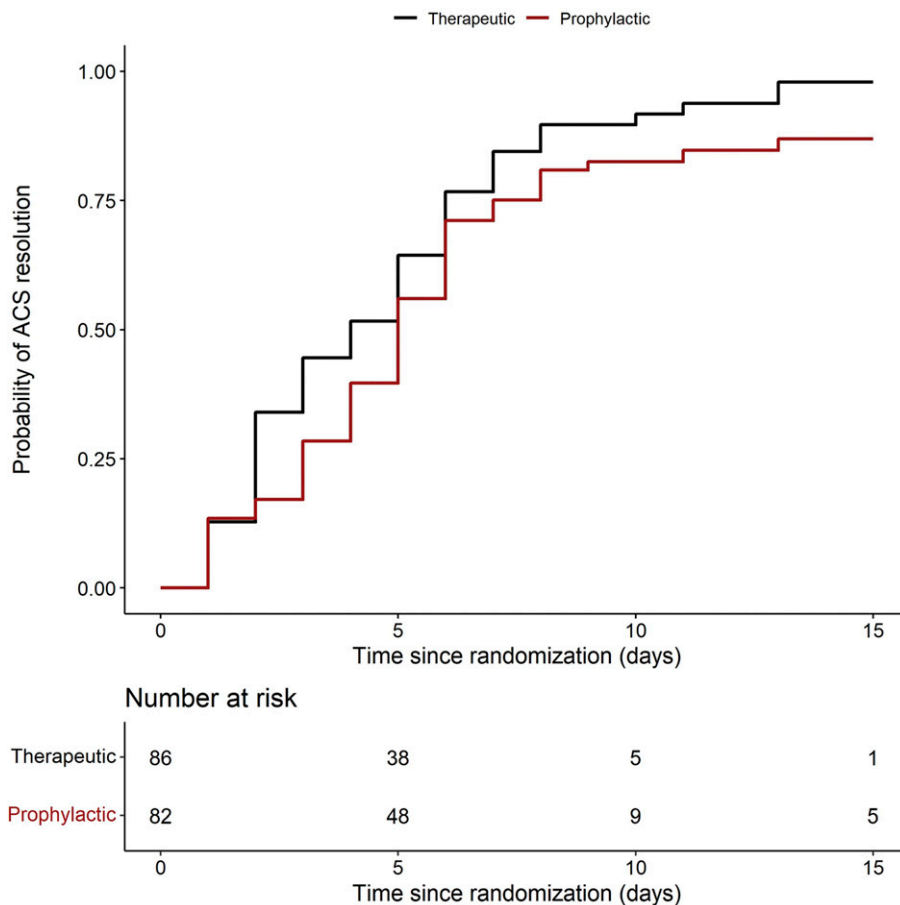 Therapeutic Prophylactic
1.00
0.75
0.50
0.25
0.00
Probability of ACS resolution
0 5 10 15
Time since randomization (days)
Number at risk
Therapeutic 86 38 5 1
Prophylactic 82 48 9 5
0 5 10 15
Time since randomization (days)